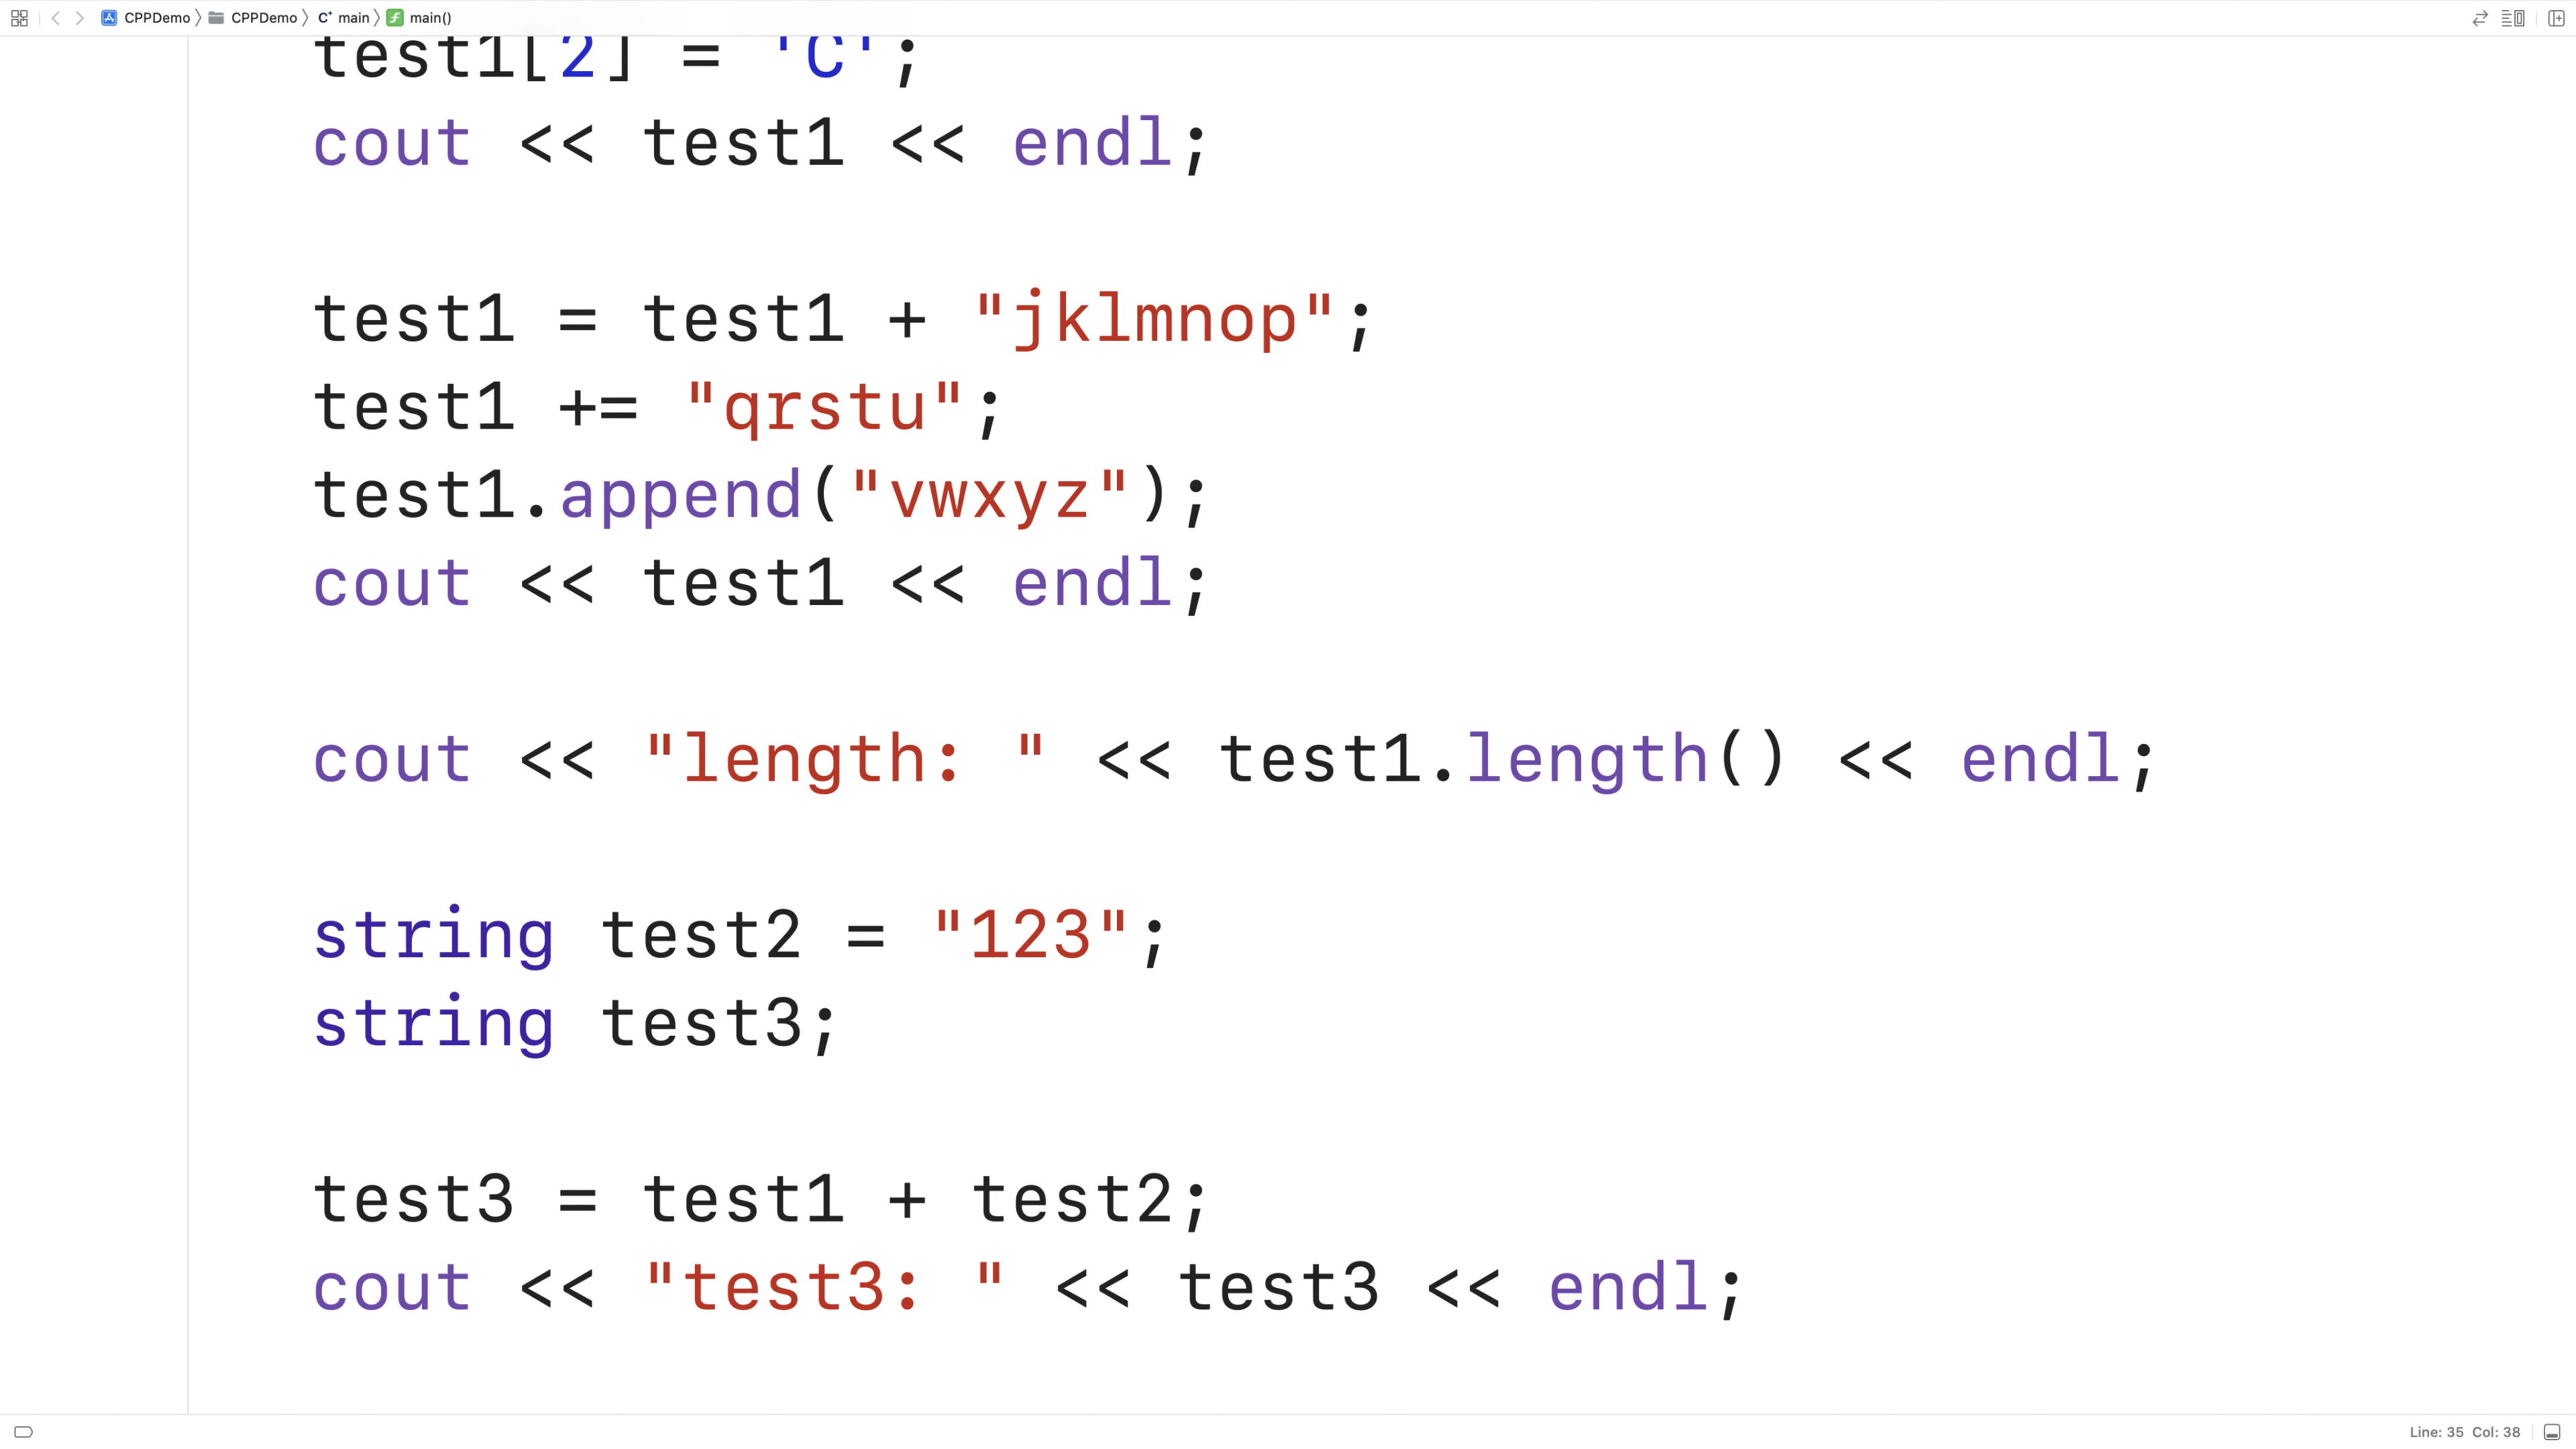 CPPDemo CPPDemo C+ main main()
test1[2] = 'C';
cout << test1 << endl;
test1 = test1 + "jklmnop";
test1 += "qrstu";
test1.append("vwxyz");
cout << test1 << endl;
cout << "length: " << test1.length() << endl;
string test2 = "123";
string test3;
test3 = test1 + test2;
cout << "test3: " << test3 << endl;
Line: 35 Col: 38